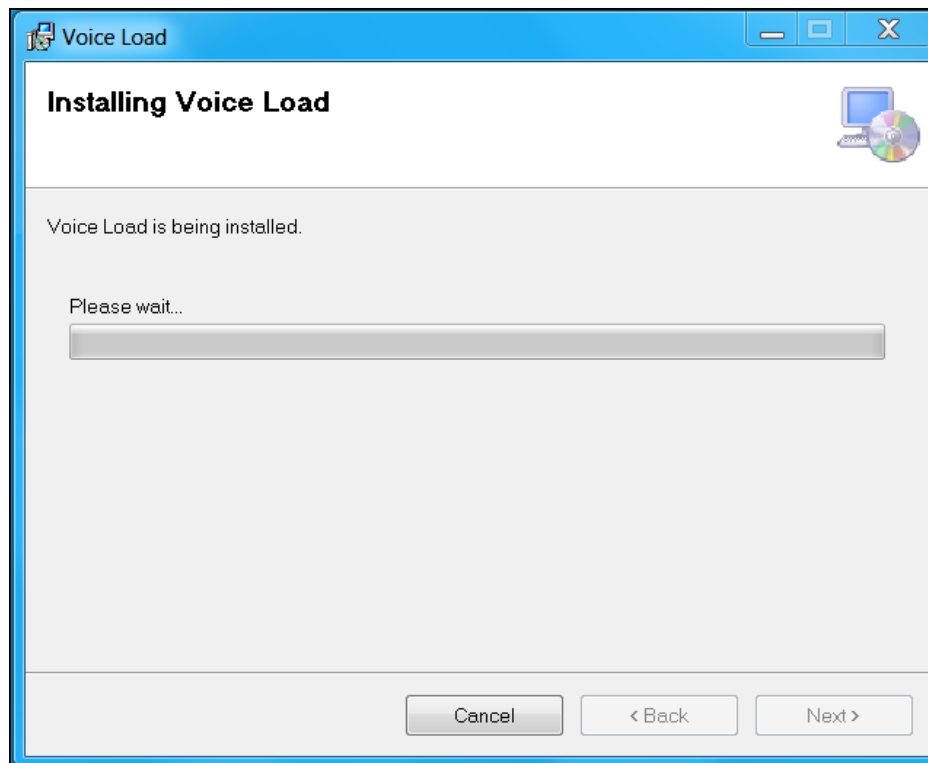 Voice Load
Installing Voice Load
Voice Load is being installed.
Please wait...
Cancel
< Back
Next >